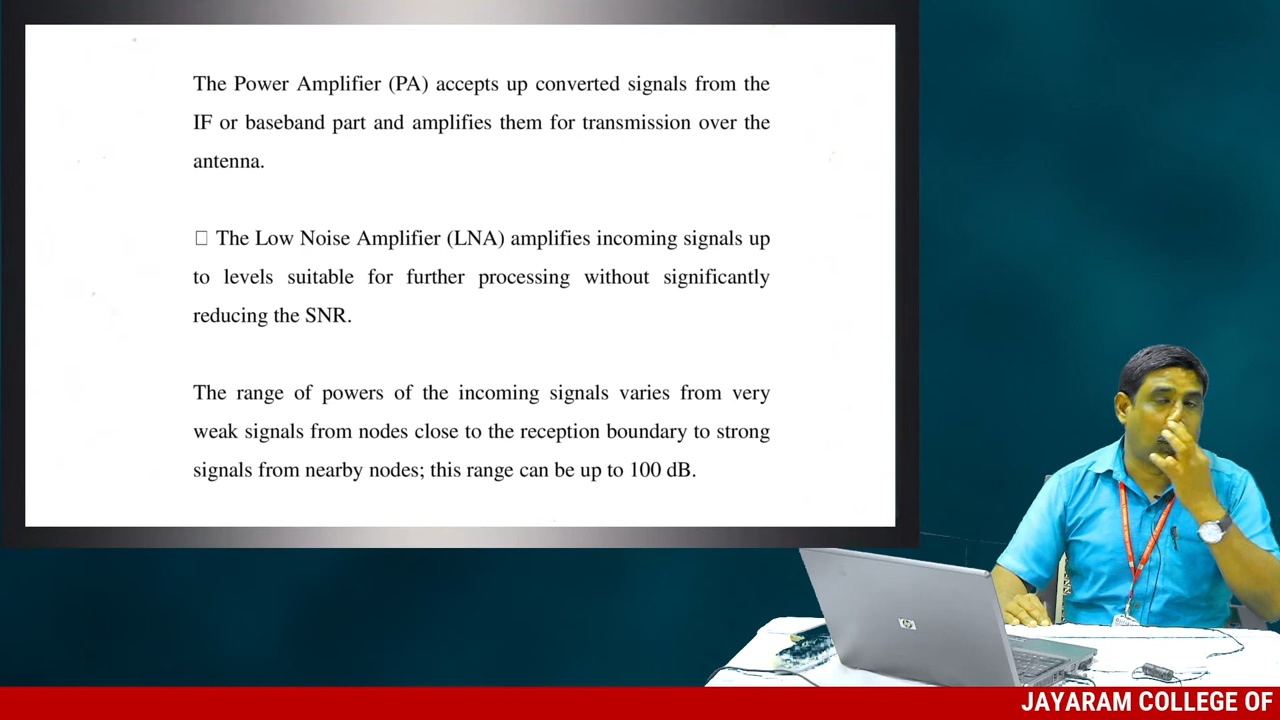 The Power Amplifier (PA) accepts up converted signals from the
IF or baseband part and amplifies them for transmission over the
antenna.
The Low Noise Amplifier (LNA) amplifies incoming signals up
to levels suitable for further processing without significantly
reducing the SNR.
The range of powers of the incoming signals varies from very
weak signals from nodes close to the reception boundary to strong
signals from nearby nodes; this range can be up to 100 dB.
hp
JAYARAM COLLEGE OF